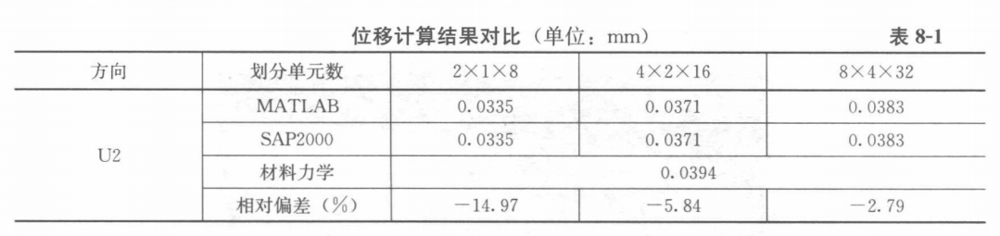 位移计算结果对比（单位：mm） 表 8-1
方向 划分单元数 2×1×8 4×2×16 8×4×32
U2 MATLAB 0.0335 0.0371 0.0383
SAP2000 0.0335 0.0371 0.0383
材料力学 0.0394
相对偏差（%） －14.97 －5.84 －2.79